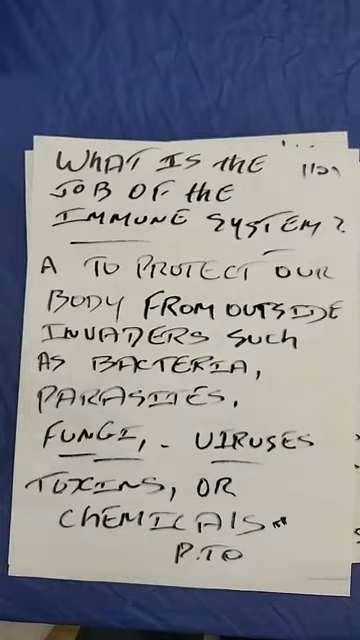 WHAT IS THE
JOB OF THE
IMMUNE SYSTEM?
A TO PROTECT OUR
BODY FROM OUTSIDE
INVADERS SUCH
AS BACTERIA,
PARASITES,
FUNGI, - VIRUSES
TOXINS, OR
CHEMICALS
P.TO